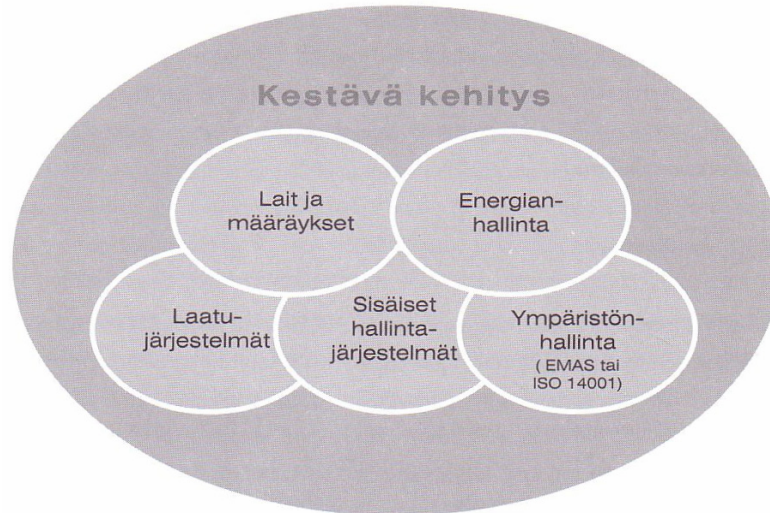 Kestävä kehitys
Lait ja
määräykset
Energian-
hallinta
Laatu-
järjestelmät
Sisäiset
hallinta-
järjestelmät
Ympäristön-
hallinta
( EMAS tai
ISO 14001)